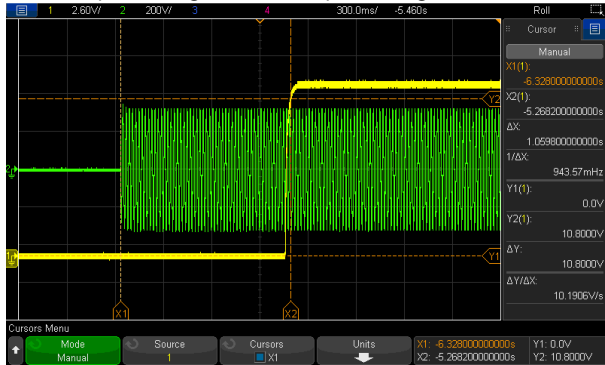 1 2.60V/ 2 200V/ 3 4 300.0ms/ -5.460s Roll
Cursor
Manual
X1(1):
-6.328000000000s
X2(1):
-5.268200000000s
ΔX:
1.059800000000s
1/ΔX:
943.57mHz
Y1(1):
0.0V
Y2(1):
10.8000V
ΔY:
10.8000V
ΔY/ΔX:
10.1906V/s
Y2
2
1
Y1
X1
X2
Cursors Menu
Mode
Manual
Source
1
Cursors
X1
Units
X1: -6.328000000000s
X2: -5.268200000000s
Y1: 0.0V
Y2: 10.8000V